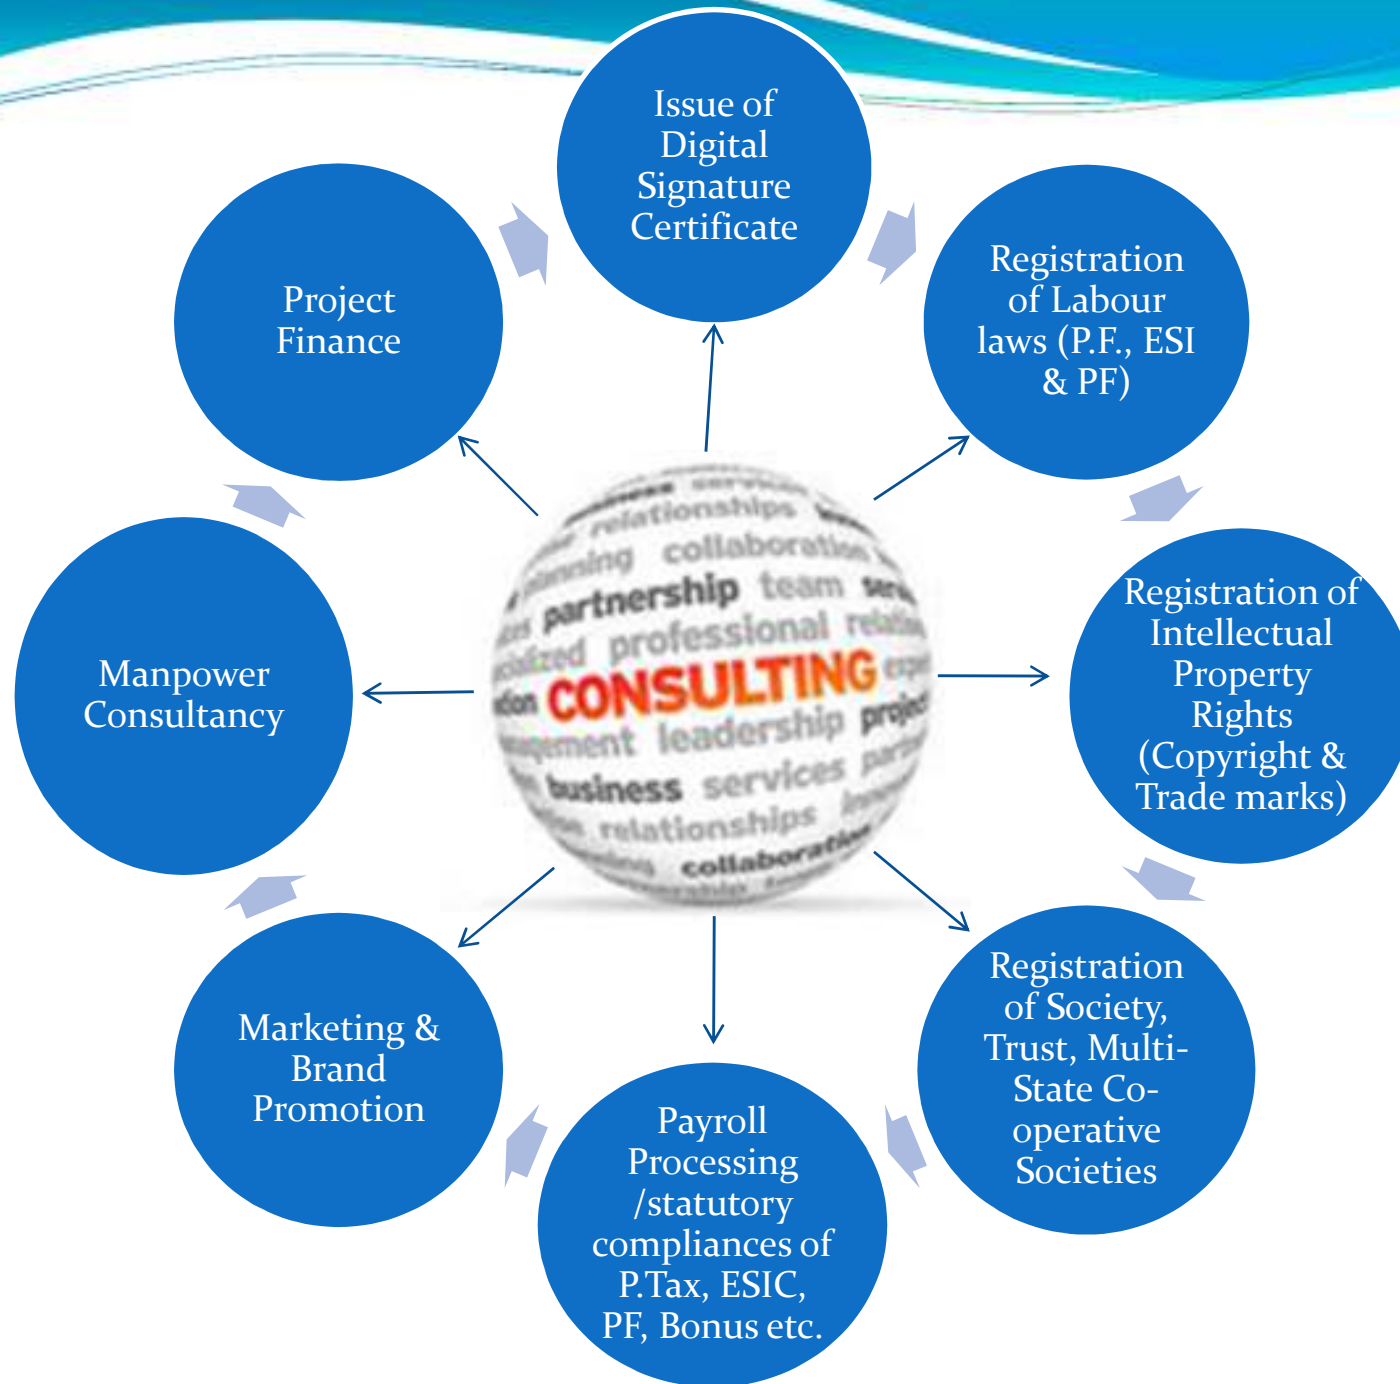 Issue of
Digital
Signature
Certificate
Registration
of Labour
laws (P.F., ESI
& PF)
Registration of
Intellectual
Property
Rights
(Copyright &
Trade marks)
Registration
of Society,
Trust, Multi-
State Co-
operative
Societies
Payroll
Processing
/statutory
compliances of
P.Tax, ESIC,
PF, Bonus etc.
Marketing &
Brand
Promotion
Manpower
Consultancy
Project
Finance
services
relationships
collaboration
partnership team
professional
CONSULTING
leadership
business services
relationships